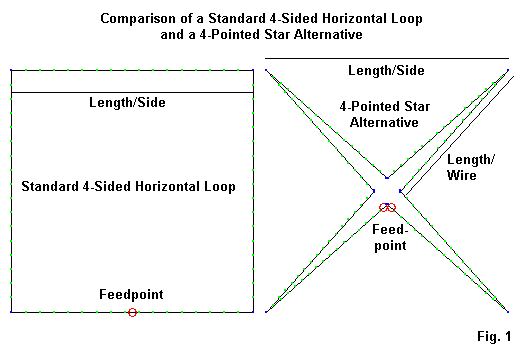 Comparison of a Standard 4-Sided Horizontal Loop
and a 4-Pointed Star Alternative
Length/Side
Standard 4-Sided Horizontal Loop
Feedpoint
Length/Side
4-Pointed Star
Alternative
Length/
Wire
Feed-
point
Fig. 1